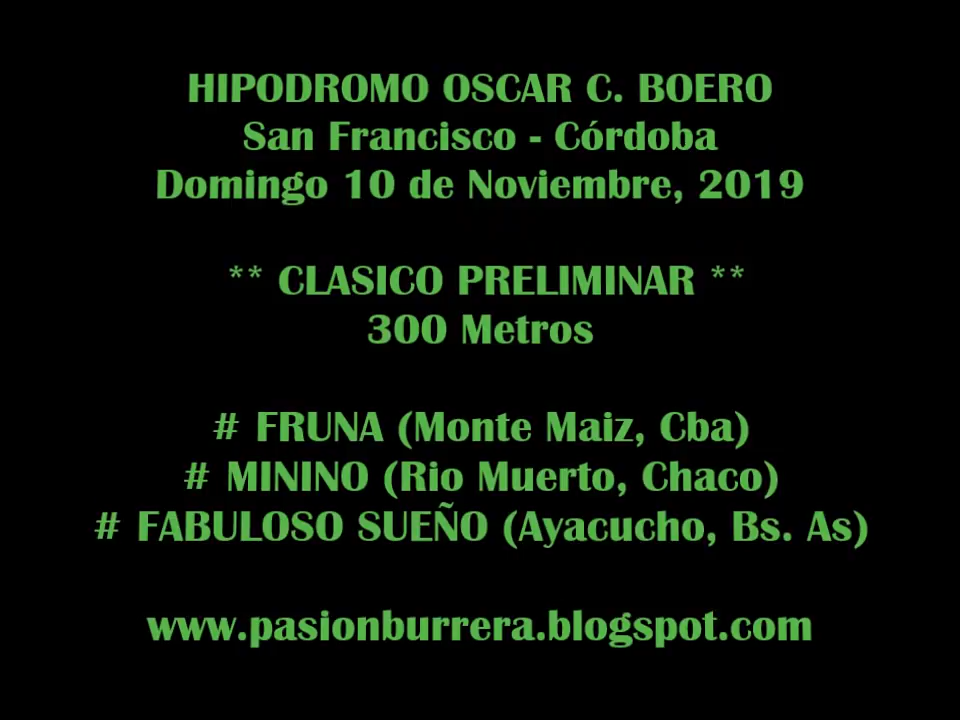 HIPODROMO OSCAR C. BOERO
San Francisco - Córdoba
Domingo 10 de Noviembre, 2019
** CLASICO PRELIMINAR **
300 Metros
# FRUNA (Monte Maiz, Cba)
# MININO (Rio Muerto, Chaco)
# FABULOSO SUEÑO (Ayacucho, Bs. As)
www.pasionburrera.blogspot.com